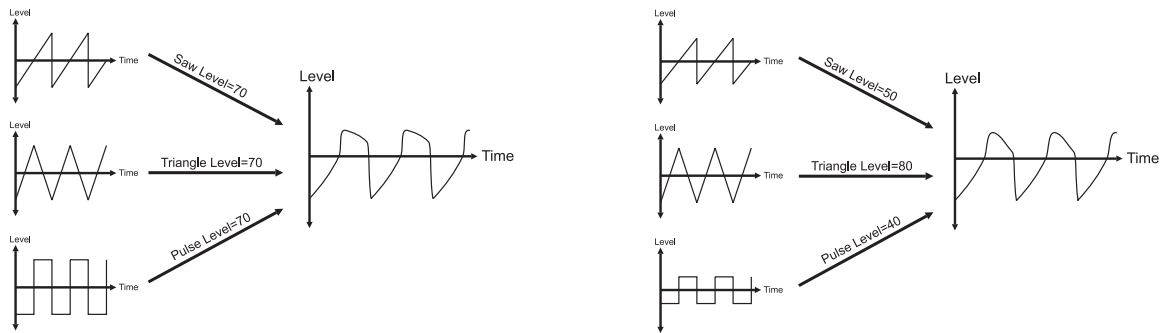 Level
Time
Saw Level=70
Level
Time
Triangle Level=70
Level
Time
Pulse Level=70
Level
Time
Level
Time
Saw Level=50
Level
Time
Triangle Level=80
Level
Time
Pulse Level=40
Level
Time